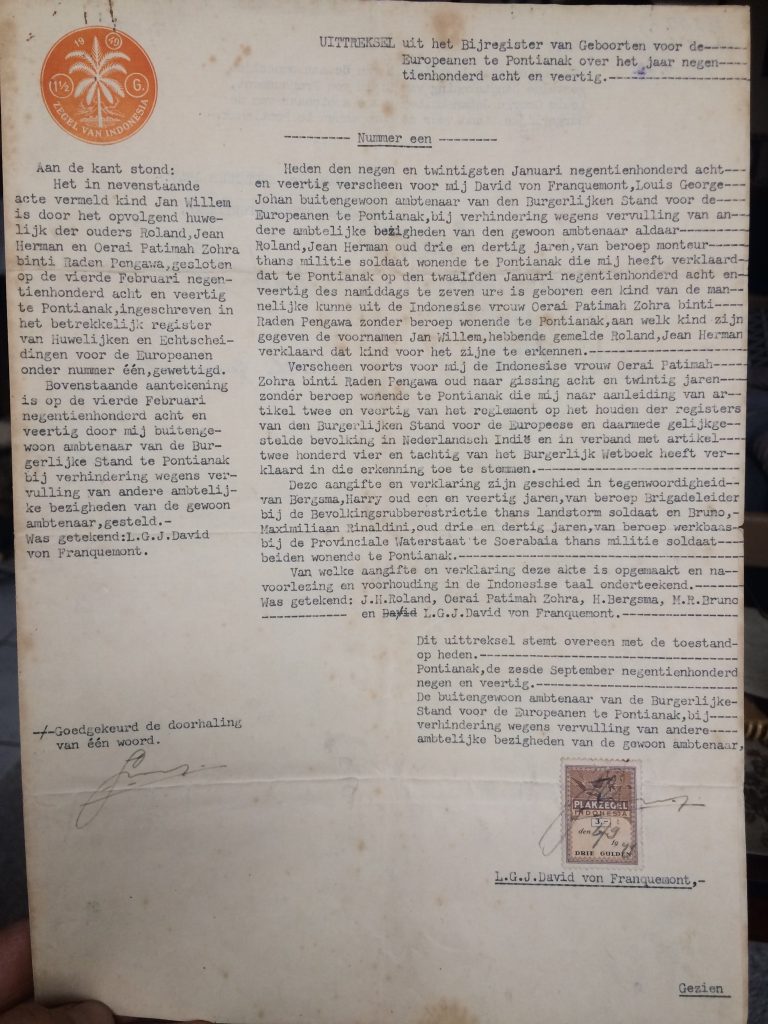 1949
1½ G.
ZEGEL VAN INDONESIA
UITTREKSEL uit het Bijregister van Geboorten voor de-----
Europeanen te Pontianak over het jaar negen-
tienhonderd acht en veertig.--------------------
---------- Nummer een ---------
Aan de kant stond:
Het in nevenstaande
acte vermeld kind Jan Willem
is door het opvolgend huwe-
lijk der ouders Roland,Jean
Herman en Oerai Patimah Zohra
binti Raden Pengawa,gesloten
op de vierde Februari negen-
tienhonderd acht en veertig
te Pontianak,ingeschreven in
het betrekkelijk register
van Huwelijken en Echtschei-
dingen voor de Europeanen
onder nummer één,gewettigd.
Bovenstaande aantekening
is op de vierde Februari
negentienhonderd acht en
veertig door mij buitenge-
woon ambtenaar van de Bur-
gerlijke Stand te Pontianak
bij verhindering wegens ver-
vulling van andere ambtelij-
ke bezigheden van de gewoon
ambtenaar,gesteld.-
Was getekend:L.G.J.David
von Franquemont.
Heden den negen en twintigsten Januari negentienhonderd acht---
en veertig verscheen voor mij David von Franquemont,Louis George-
Johan buitengewoon ambtenaar van den Burgerlijken Stand voor de---
Europeanen te Pontianak,bij verhindering wegens vervulling van an-
dere ambtelijke bezigheden van den gewoon ambtenaar aldaar------
Roland,Jean Herman oud drie en dertig jaren,van beroep monteur---
thans militie soldaat wonende te Pontianak die mij heeft verklaard-
dat te Pontianak op den twaalfden Januari negentienhonderd acht en-
veertig des namiddags te zeven ure is geboren een kind van de man--
nelijke kunne uit de Indonesise vrouw Oerai Patimah Zohra binti----
Raden Pengawa zonder beroep wonende te Pontianak,aan welk kind zijn
gegeven de voornamen Jan Willem,hebbende gemelde Roland,Jean Herman
verklaard dat kind voor het zijne te erkennen.--------------------
Verscheen voorts voor mij de Indonesise vrouw Oerai Patimah-
Zohra binti Raden Pengawa oud naar gissing acht en twintig jaren---
zonder beroep wonende te Pontianak die mij naar aanleiding van ar--
tikel twee en veertig van het reglement op het houden der registers
van den Burgerlijken Stand voor de Europeese en daarmede gelijkge--
stelde bevolking in Nederlandsch Indië en in verband met artikel---
twee honderd vier en tachtig van het Burgerlijk Wetboek heeft ver--
klaard in die erkenning toe te stemmen.--------------------------
Deze aangifte en verklaring zijn geschied in tegenwoordigheid--
van Bergsma,Harry oud een en veertig jaren,van beroep Brigadeleider
bij de Bevolkingsrubberrestrictie thans landstorm soldaat en Bruno,-
Maximiliaan Rinaldini,oud drie en dertig jaren,van beroep werkbaas-
bij de Provinciale Waterstaat te Soerabaia thans militie soldaat---
beiden wonende te Pontianak.--------------------------------------
Van welke aangifte en verklaring deze akte is opgemaakt en na--
voorlezing en voorhouding in de Indonesise taal onderteekend.------
Was getekend: J.H.Roland, Oerai Patimah Zohra, H.Bergsma, M.R.Bruno
------------- en David L.G.J.David von Franquemont.--------------
Dit uittreksel stemt overeen met de toestand-
op heden.------------------------------------
Pontianak,de zesde September negentienhonderd
negen en veertig.----------------------------
De buitengewoon ambtenaar van de Burgerlijke-
Stand voor de Europeanen te Pontianak,bij----
verhindering wegens vervulling van andere----
ambtelijke bezigheden van de gewoon ambtenaar,
-/-Goedgekeurd de doorhaling
van één woord.
PLAKZEGEL
INDONESIA
3,-
den 6/9 1949
DRIE GULDEN
L.G.J.David von Franquemont,-
Gezien